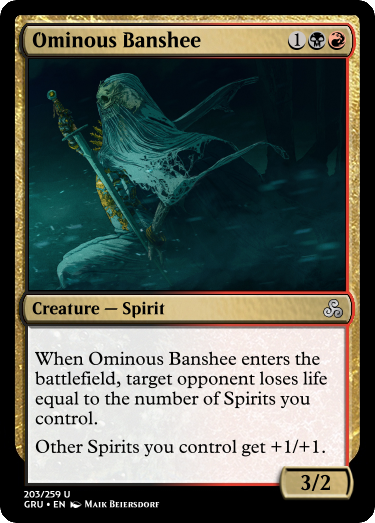 Ominous Banshee 1
Creature — Spirit
When Ominous Banshee enters the
battlefield, target opponent loses life
equal to the number of Spirits you
control.
Other Spirits you control get +1/+1.
3/2
203/259 U
GRU • EN Maik Beiersdorf